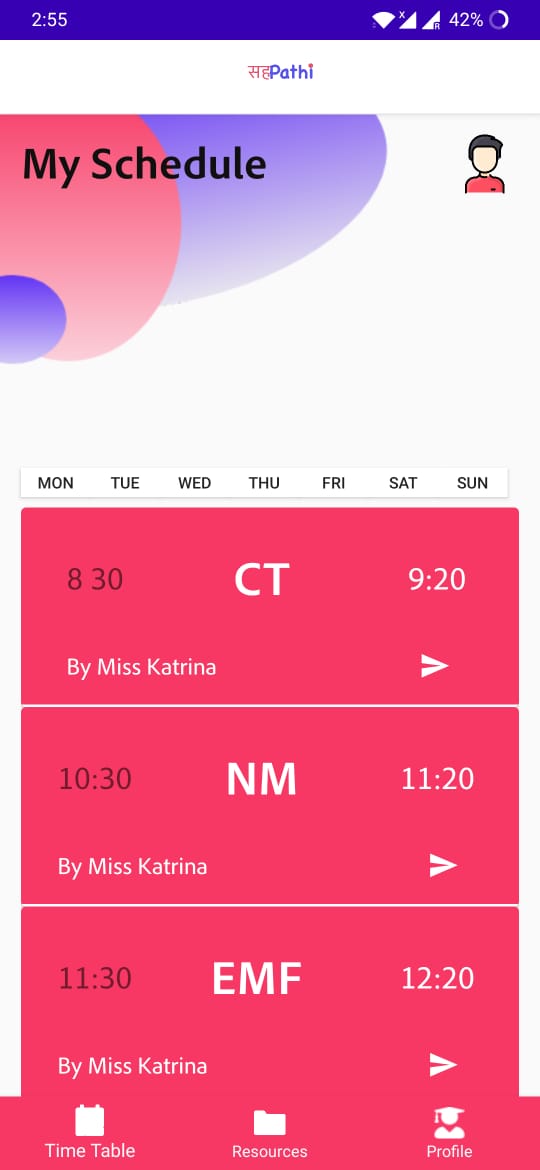 2:55 x R 42%
सहPathi
My Schedule
MON TUE WED THU FRI SAT SUN
8 30 CT 9:20
By Miss Katrina
10:30 NM 11:20
By Miss Katrina
11:30 EMF 12:20
By Miss Katrina
Time Table Resources Profile